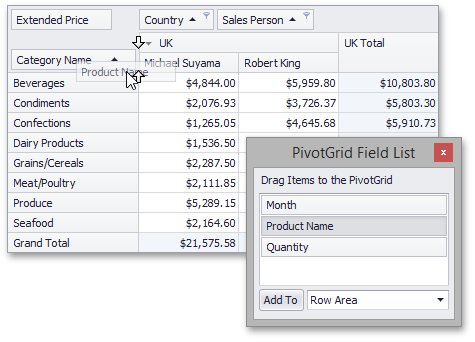 Extended Price Country Sales Person
UK UK Total
Category Name Michael Suyama Robert King
Product Name
Beverages $4,844.00 $5,959.80 $10,803.80
Condiments $2,076.93 $3,726.37 $5,803.30
Confections $1,265.05 $4,645.68 $5,910.73
Dairy Products $1,536.50
Grains/Cereals $2,287.50
Meat/Poultry $2,111.85
Produce $5,289.15
Seafood $2,164.60
Grand Total $21,575.58
PivotGrid Field List x
Drag Items to the PivotGrid
Month
Product Name
Quantity
Add To Row Area